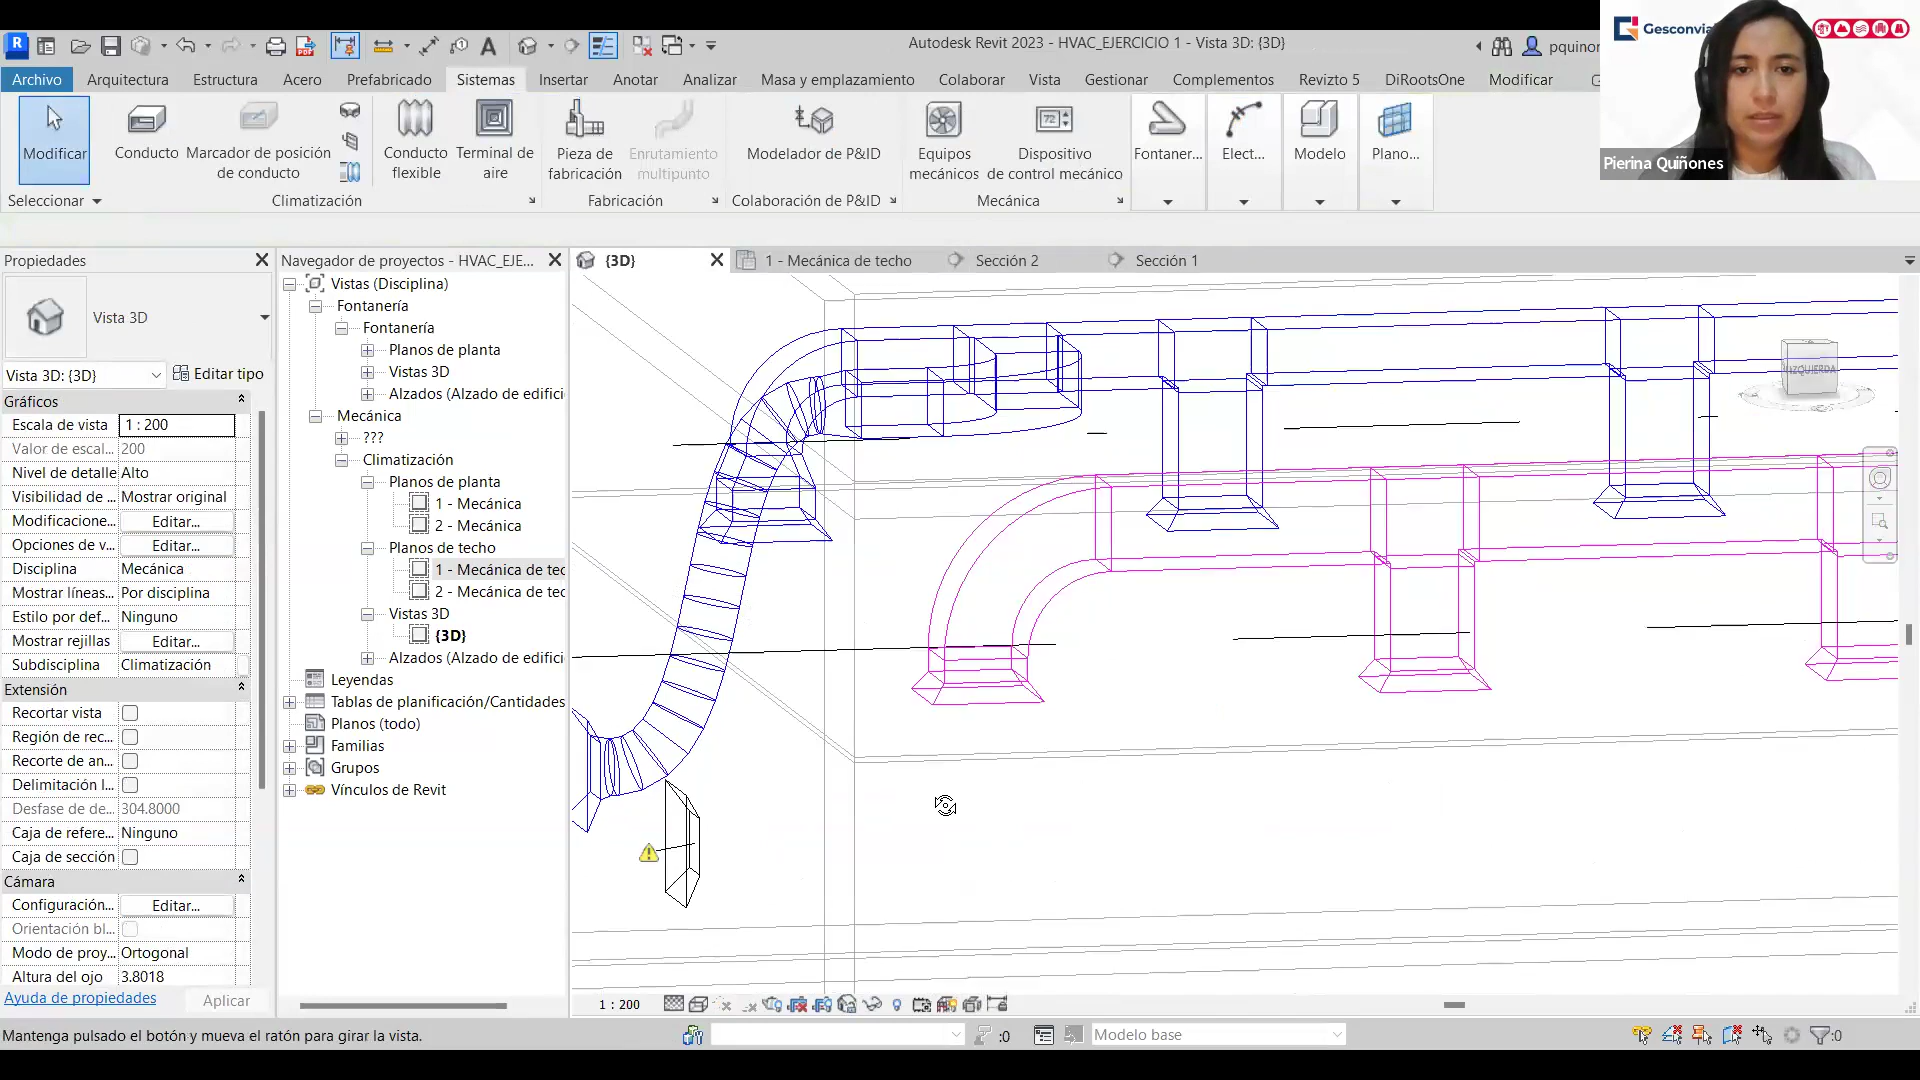 Autodesk Revit 2023 - HVAC_EJERCICIO 1 - Vista 3D: {3D}
pquinor
Gesconvia
Archivo Arquitectura Estructura Acero Prefabricado Sistemas Insertar Anotar Analizar Masa y emplazamiento Colaborar Vista Gestionar Complementos Revizto 5 DiRootsOne Modificar
Modificar
Conducto
Marcador de posición
de conducto
Conducto
flexible
Terminal de
aire
Pieza de
fabricación
Enrutamiento
multipunto
Modelador de P&ID
Equipos
mecánicos
72
Dispositivo
de control mecánico
Fontaner...
Elect...
Modelo
Plano...
Pierina Quiñones
Seleccionar
Climatización
Fabricación
Colaboración de P&ID
Mecánica
Propiedades
Vista 3D
Vista 3D: {3D}
Editar tipo
Gráficos
Escala de vista 1 : 200
Valor de escal... 200
Nivel de detalle Alto
Visibilidad de ... Mostrar original
Modificacione... Editar...
Opciones de v... Editar...
Disciplina Mecánica
Mostrar líneas... Por disciplina
Estilo por def... Ninguno
Mostrar rejillas Editar...
Subdisciplina Climatización
Extensión
Recortar vista
Región de rec...
Recorte de an...
Delimitación l...
Desfase de de... 304.8000
Caja de refere... Ninguno
Caja de sección
Cámara
Configuración... Editar...
Orientación bl...
Modo de proy... Ortogonal
Altura del ojo 3.8018
Ayuda de propiedades
Aplicar
Navegador de proyectos - HVAC_EJE...
Vistas (Disciplina)
Fontanería
Fontanería
Planos de planta
Vistas 3D
Alzados (Alzado de edifici
Mecánica
???
Climatización
Planos de planta
1 - Mecánica
2 - Mecánica
Planos de techo
1 - Mecánica de tec
2 - Mecánica de tec
Vistas 3D
{3D}
Alzados (Alzado de edifici
Leyendas
Tablas de planificación/Cantidades
Planos (todo)
Familias
Grupos
Vínculos de Revit
{3D}
1 - Mecánica de techo
Sección 2
Sección 1
IZQUIERDA
1 : 200
Mantenga pulsado el botón y mueva el ratón para girar la vista.
:0
Modelo base
:0